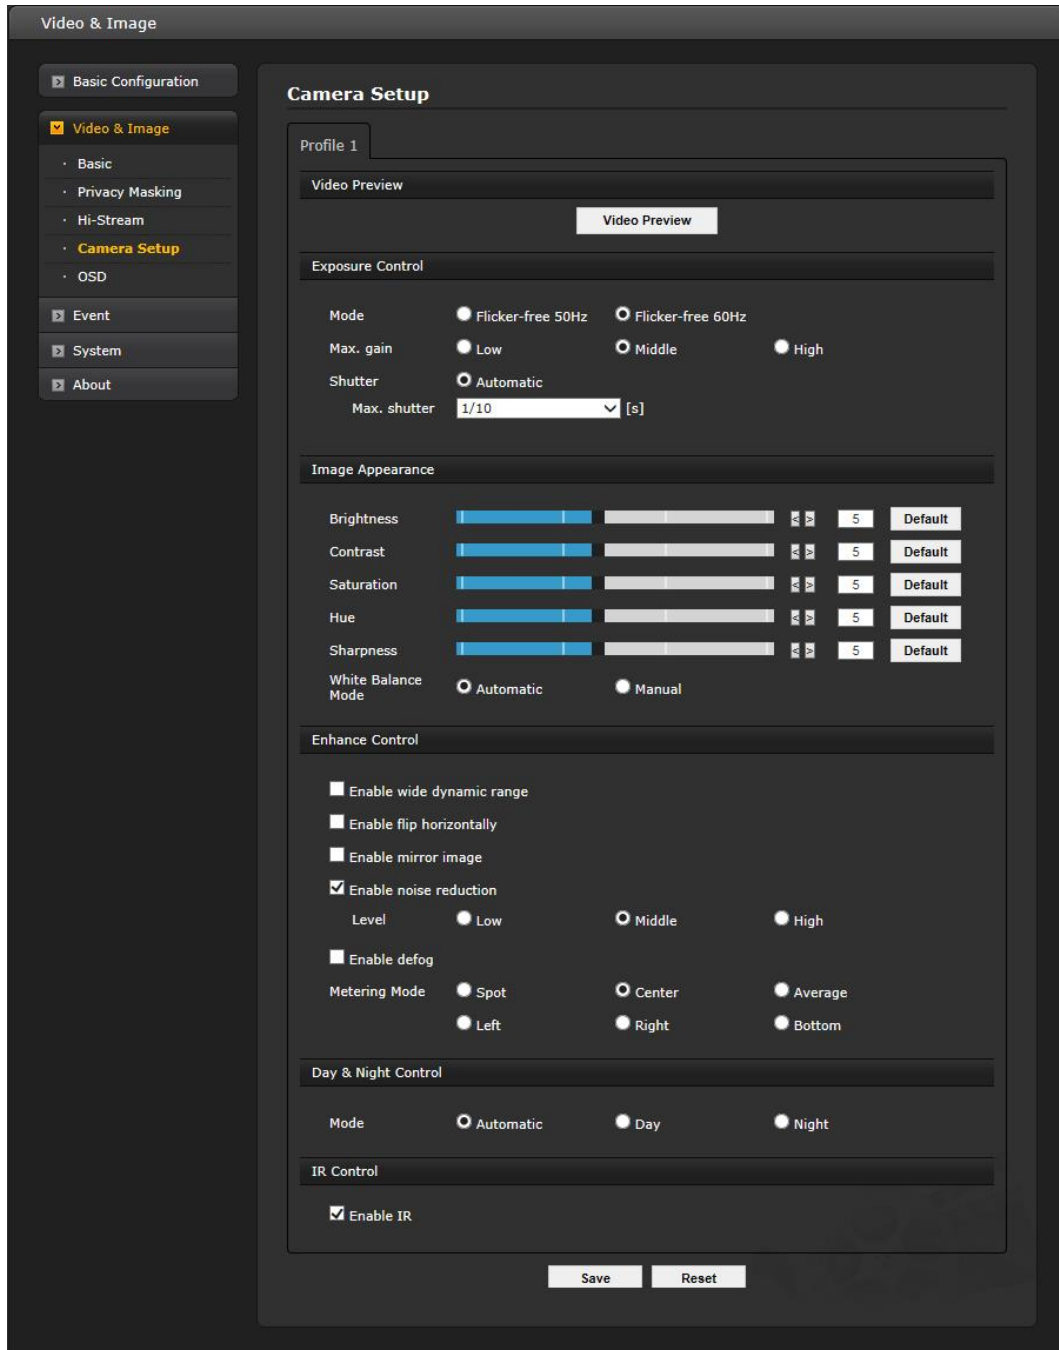 Video & Image
Basic Configuration
Video & Image
Basic
Privacy Masking
Hi-Stream
Camera Setup
OSD
Event
System
About
Camera Setup
Profile 1
Video Preview
Video Preview
Exposure Control
Mode Flicker-free 50Hz Flicker-free 60Hz
Max. gain Low Middle High
Shutter Automatic
Max. shutter 1/10 [s]
Image Appearance
Brightness < > 5 Default
Contrast < > 5 Default
Saturation < > 5 Default
Hue < > 5 Default
Sharpness < > 5 Default
White Balance
Mode Automatic Manual
Enhance Control
Enable wide dynamic range
Enable flip horizontally
Enable mirror image
Enable noise reduction
Level Low Middle High
Enable defog
Metering Mode Spot Center Average
Left Right Bottom
Day & Night Control
Mode Automatic Day Night
IR Control
Enable IR
Save Reset